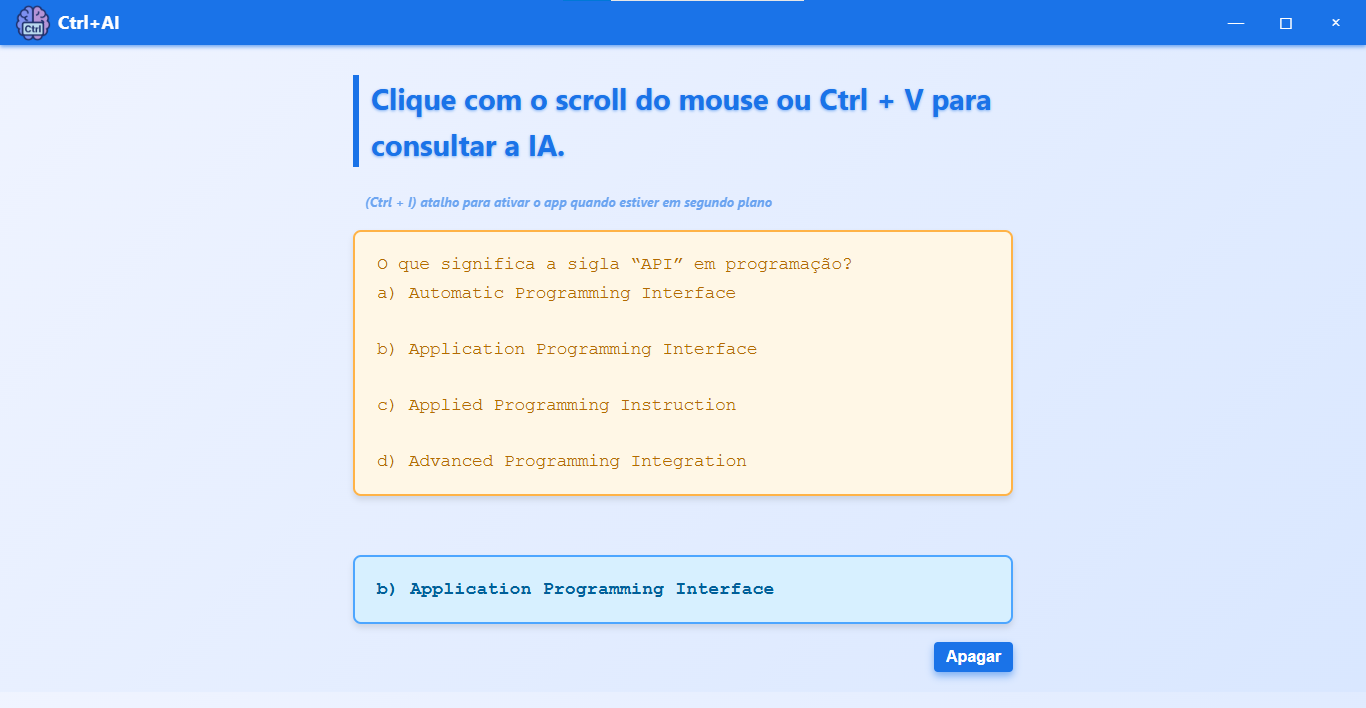 Ctrl
Ctrl+AI
Clique com o scroll do mouse ou Ctrl + V para
consultar a IA.
(Ctrl + I) atalho para ativar o app quando estiver em segundo plano
O que significa a sigla “API” em programação?
a) Automatic Programming Interface
b) Application Programming Interface
c) Applied Programming Instruction
d) Advanced Programming Integration
b) Application Programming Interface
Apagar